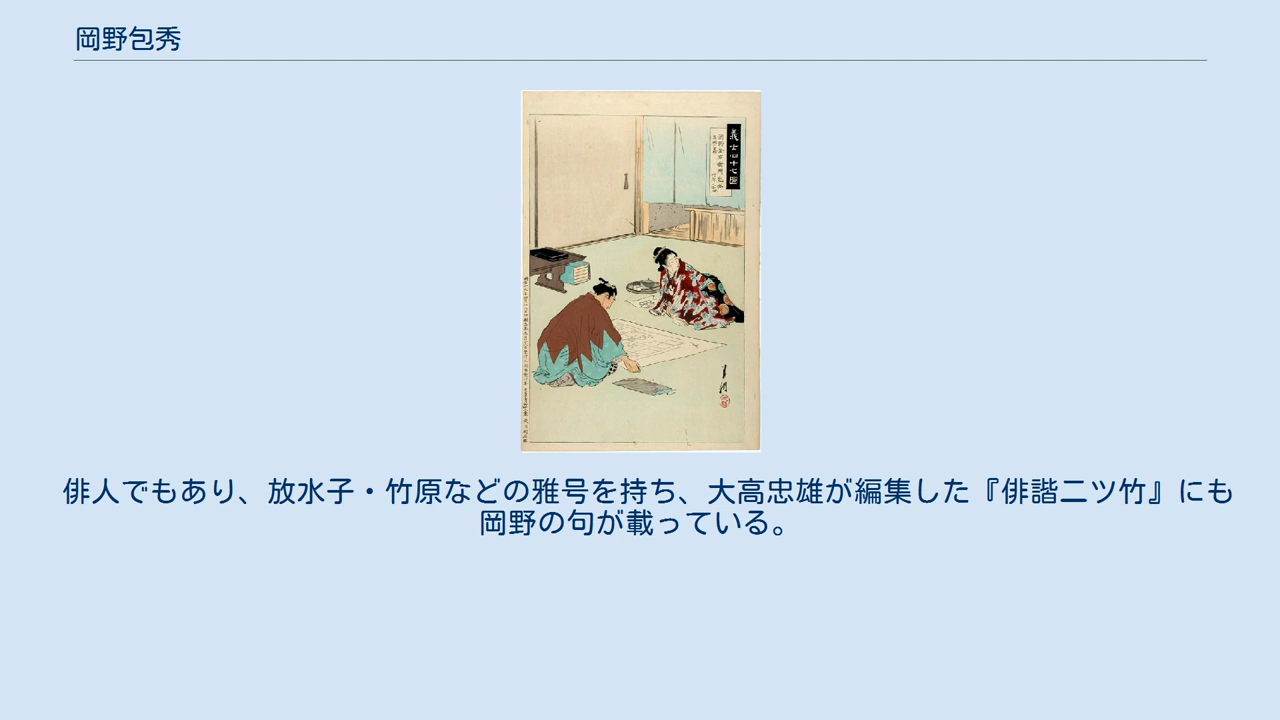 岡野包秀
義士四十七圖
俳人でもあり、放水子・竹原などの雅号を持ち、大高忠雄が編集した『俳諧二ツ竹』にも
岡野の句が載っている。